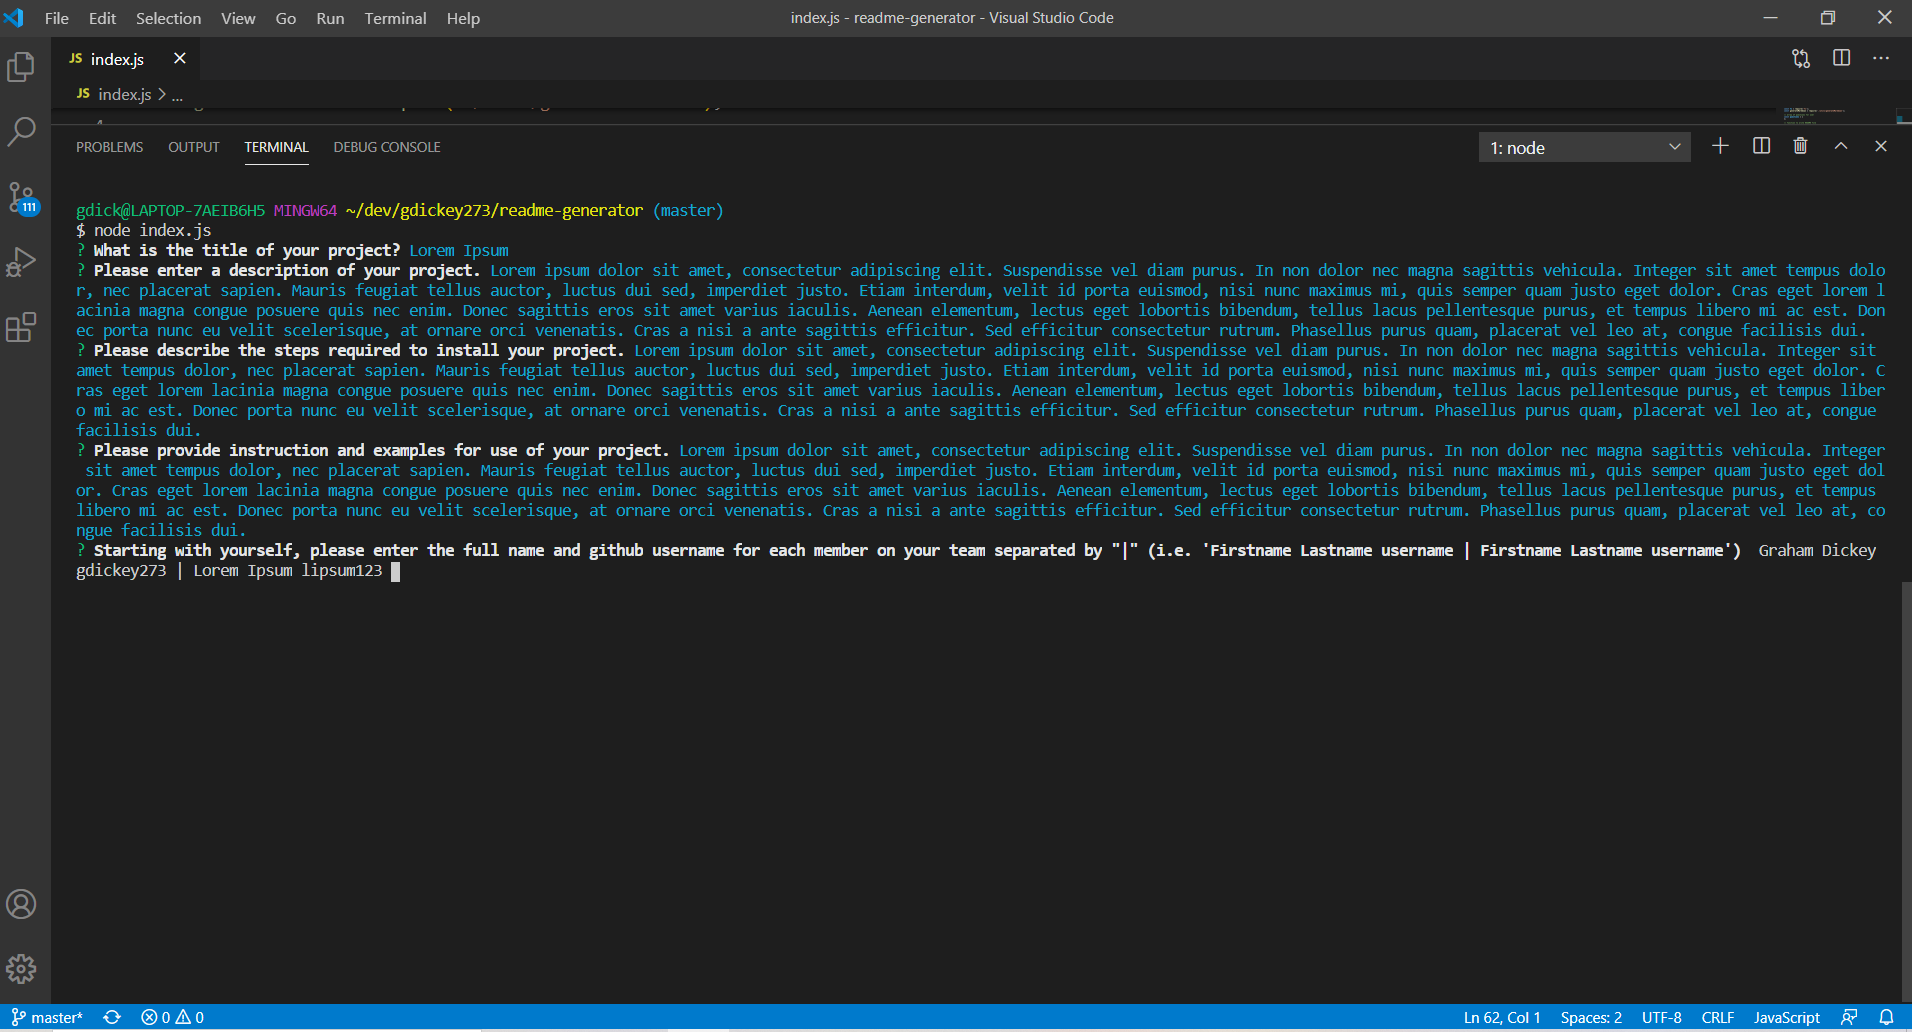 File Edit Selection View Go Run Terminal Help
index.js - readme-generator - Visual Studio Code
JS index.js
JS index.js > ...
PROBLEMS OUTPUT TERMINAL DEBUG CONSOLE
1: node
111
gdick@LAPTOP-7AEIB6H5 MINGW64 ~/dev/gdickey273/readme-generator (master)
$ node index.js
? What is the title of your project? Lorem Ipsum
? Please enter a description of your project. Lorem ipsum dolor sit amet, consectetur adipiscing elit. Suspendisse vel diam purus. In non dolor nec magna sagittis vehicula. Integer sit amet tempus dolo
r, nec placerat sapien. Mauris feugiat tellus auctor, luctus dui sed, imperdiet justo. Etiam interdum, velit id porta euismod, nisi nunc maximus mi, quis semper quam justo eget dolor. Cras eget lorem l
acinia magna congue posuere quis nec enim. Donec sagittis eros sit amet varius iaculis. Aenean elementum, lectus eget lobortis bibendum, tellus lacus pellentesque purus, et tempus libero mi ac est. Don
ec porta nunc eu velit scelerisque, at ornare orci venenatis. Cras a nisi a ante sagittis efficitur. Sed efficitur consectetur rutrum. Phasellus purus quam, placerat vel leo at, congue facilisis dui.
? Please describe the steps required to install your project. Lorem ipsum dolor sit amet, consectetur adipiscing elit. Suspendisse vel diam purus. In non dolor nec magna sagittis vehicula. Integer sit
amet tempus dolor, nec placerat sapien. Mauris feugiat tellus auctor, luctus dui sed, imperdiet justo. Etiam interdum, velit id porta euismod, nisi nunc maximus mi, quis semper quam justo eget dolor. C
ras eget lorem lacinia magna congue posuere quis nec enim. Donec sagittis eros sit amet varius iaculis. Aenean elementum, lectus eget lobortis bibendum, tellus lacus pellentesque purus, et tempus liber
o mi ac est. Donec porta nunc eu velit scelerisque, at ornare orci venenatis. Cras a nisi a ante sagittis efficitur. Sed efficitur consectetur rutrum. Phasellus purus quam, placerat vel leo at, congue
facilisis dui.
? Please provide instruction and examples for use of your project. Lorem ipsum dolor sit amet, consectetur adipiscing elit. Suspendisse vel diam purus. In non dolor nec magna sagittis vehicula. Integer
sit amet tempus dolor, nec placerat sapien. Mauris feugiat tellus auctor, luctus dui sed, imperdiet justo. Etiam interdum, velit id porta euismod, nisi nunc maximus mi, quis semper quam justo eget dol
or. Cras eget lorem lacinia magna congue posuere quis nec enim. Donec sagittis eros sit amet varius iaculis. Aenean elementum, lectus eget lobortis bibendum, tellus lacus pellentesque purus, et tempus
libero mi ac est. Donec porta nunc eu velit scelerisque, at ornare orci venenatis. Cras a nisi a ante sagittis efficitur. Sed efficitur consectetur rutrum. Phasellus purus quam, placerat vel leo at, co
ngue facilisis dui.
? Starting with yourself, please enter the full name and github username for each member on your team separated by "|" (i.e. 'Firstname Lastname username | Firstname Lastname username') Graham Dickey
gdickey273 | Lorem Ipsum lipsum123
master* 0 0 Ln 62, Col 1 Spaces: 2 UTF-8 CRLF JavaScript